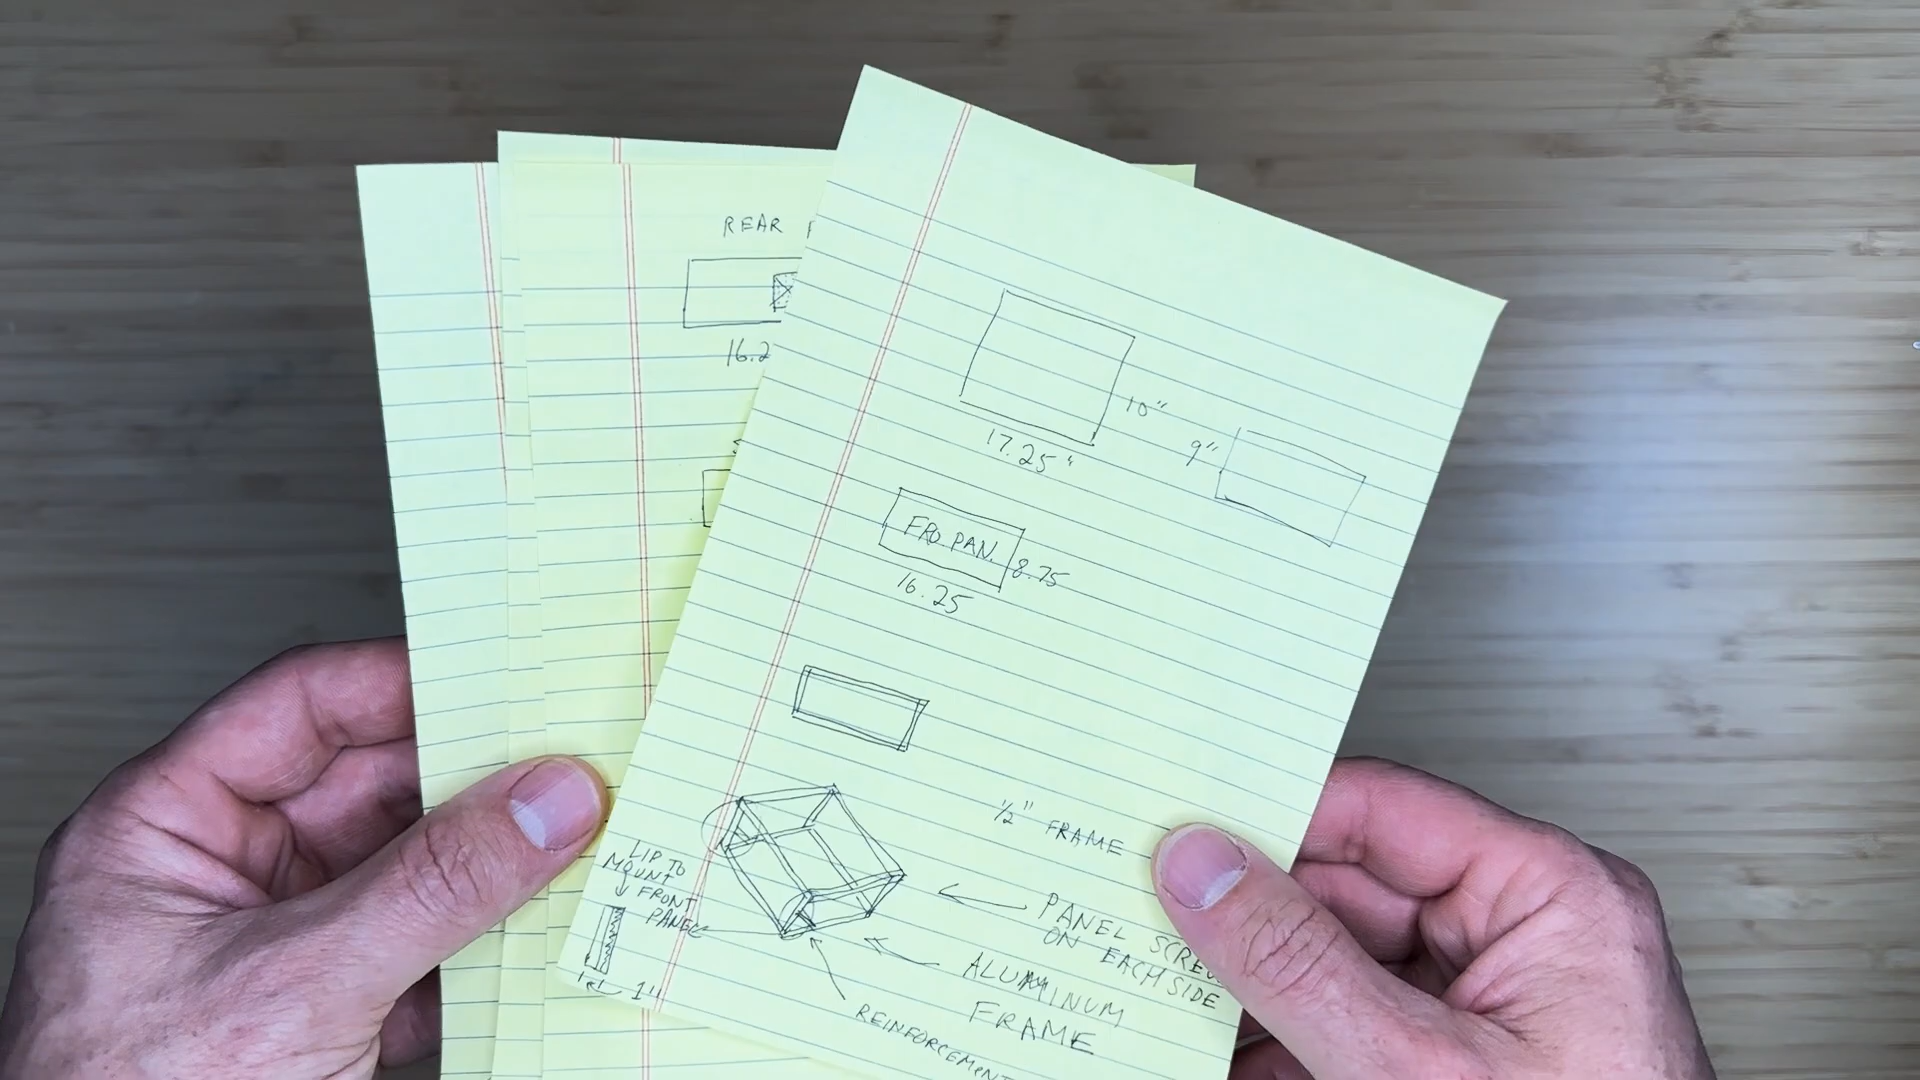 REAR
16.2
10"
17.25"
9"
FRO PAN.
8.75
16.25
1/2" FRAME
LIP TO
MOUNT
FRONT
PANEL
1"
PANEL
ON EACH SIDE
ALUMINUM
FRAME
REINFORCEMENT